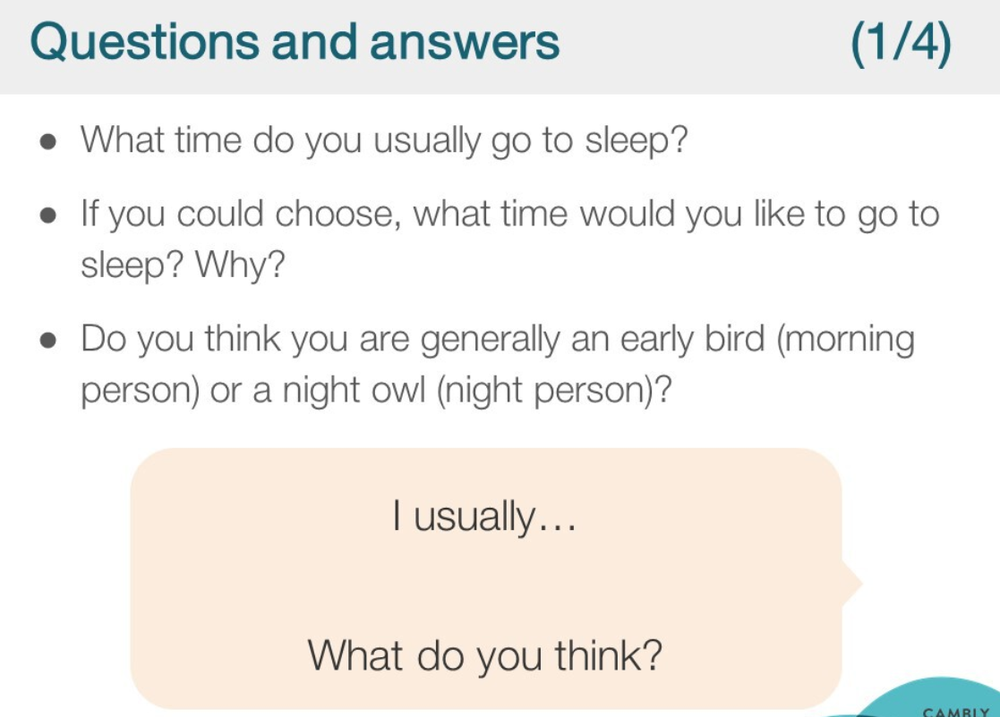 Questions and answers (1/4)
● What time do you usually go to sleep?
● If you could choose, what time would you like to go to
sleep? Why?
● Do you think you are generally an early bird (morning
person) or a night owl (night person)?
I usually...
What do you think?
CAMBLY